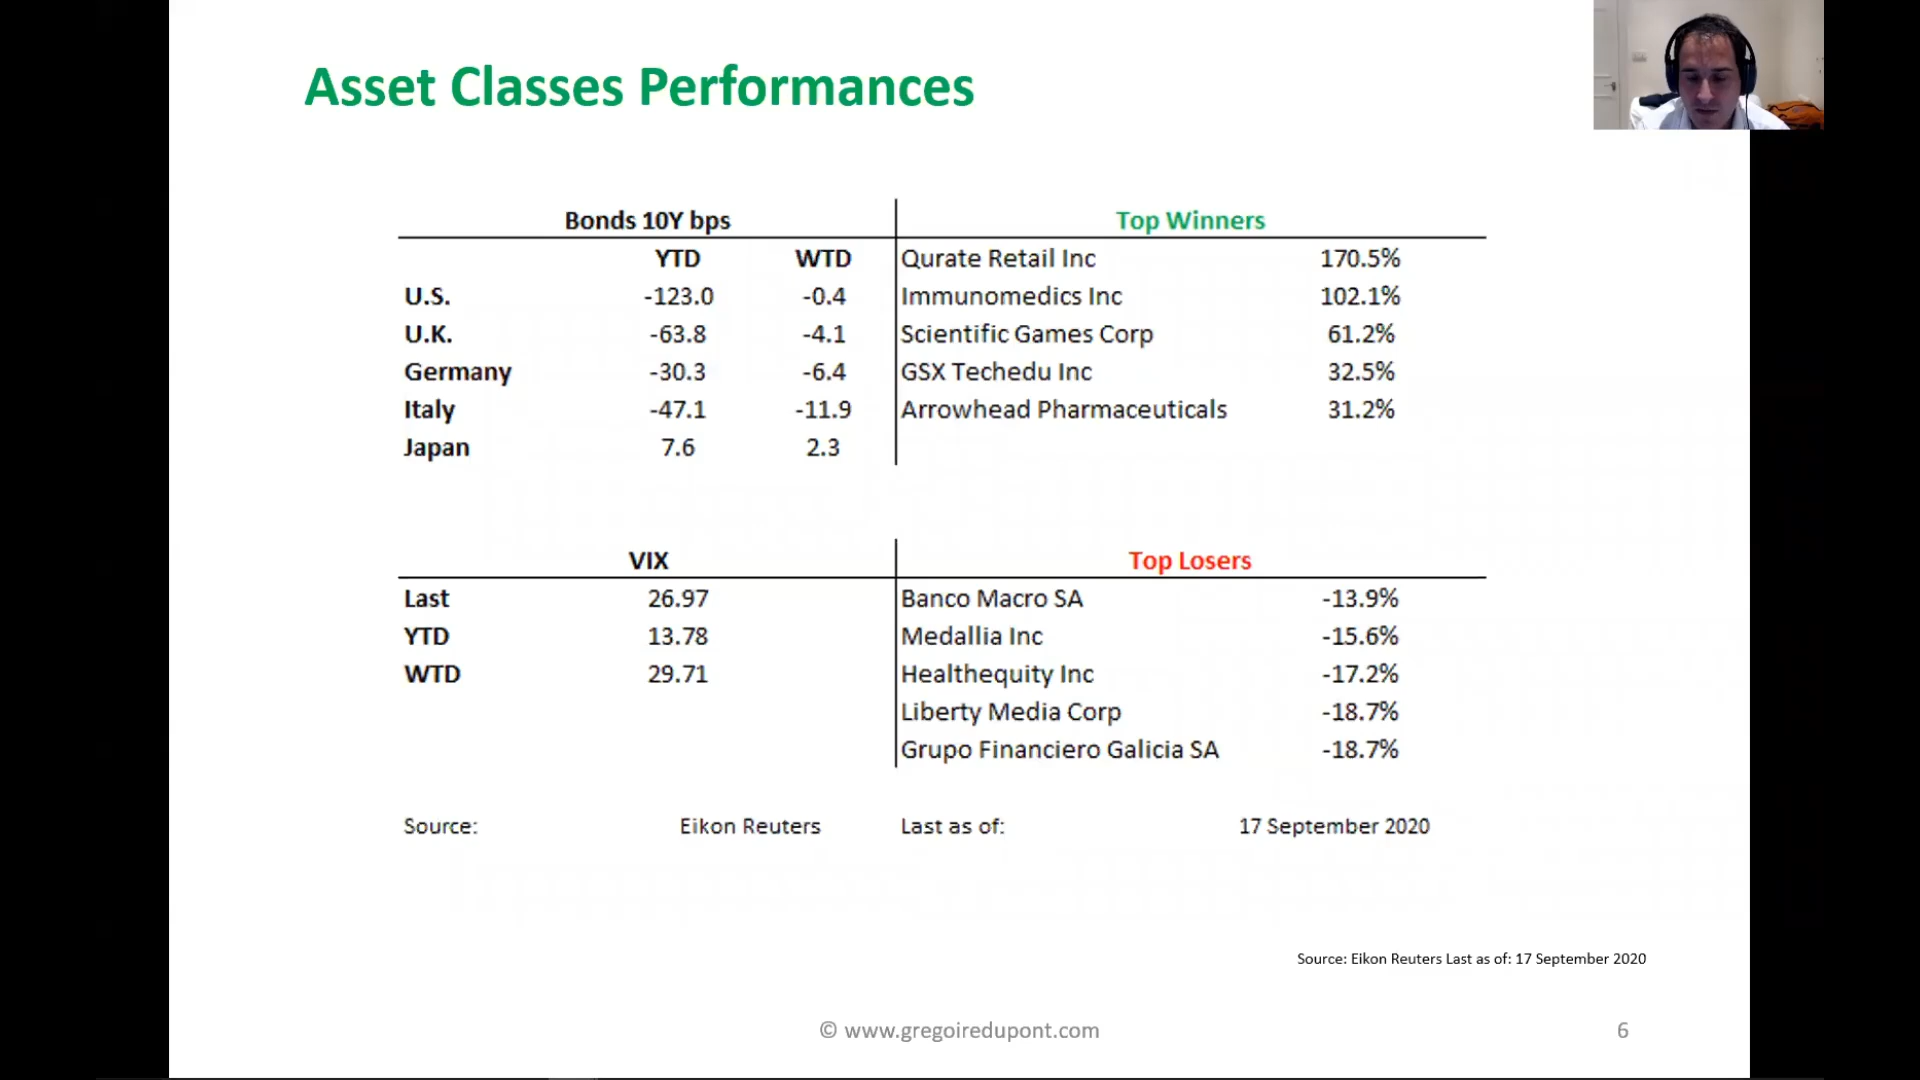 Asset Classes Performances
Bonds 10Y bps
YTD WTD
U.S. -123.0 -0.4
U.K. -63.8 -4.1
Germany -30.3 -6.4
Italy -47.1 -11.9
Japan 7.6 2.3
Top Winners
Qurate Retail Inc 170.5%
Immunomedics Inc 102.1%
Scientific Games Corp 61.2%
GSX Techedu Inc 32.5%
Arrowhead Pharmaceuticals 31.2%
VIX
Last 26.97
YTD 13.78
WTD 29.71
Top Losers
Banco Macro SA -13.9%
Medallia Inc -15.6%
Healthequity Inc -17.2%
Liberty Media Corp -18.7%
Grupo Financiero Galicia SA -18.7%
Source: Eikon Reuters Last as of: 17 September 2020
Source: Eikon Reuters Last as of: 17 September 2020
© www.gregoiredupont.com 6